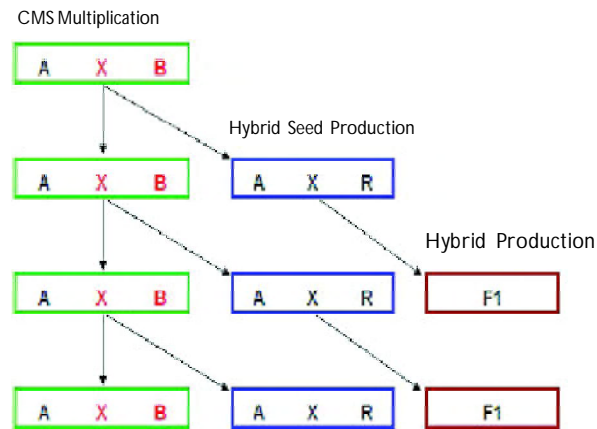 CMS Multiplication
A X B
Hybrid Seed Production
A X B
A X R
Hybrid Production
A X B
A X R
F1
A X B
A X R
F1